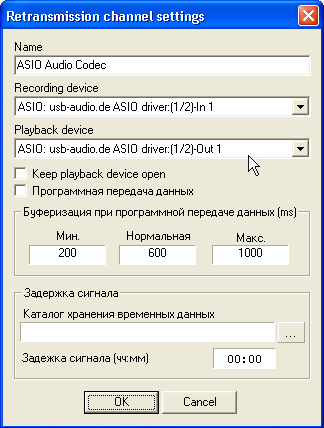 Retransmission channel settings
Name
ASIO Audio Codec
Recording device
ASIO: usb-audio.de ASIO driver:(1/2)-In 1
Playback device
ASIO: usb-audio.de ASIO driver:(1/2)-Out 1
Keep playback device open
Программная передача данных
Буферизация при программной передаче данных (ms)
Мин. Нормальная Макс.
200 600 1000
Задержка сигнала
Каталог хранения временных данных
...
Задежка сигнала (чч:мм) 00:00
OK Cancel